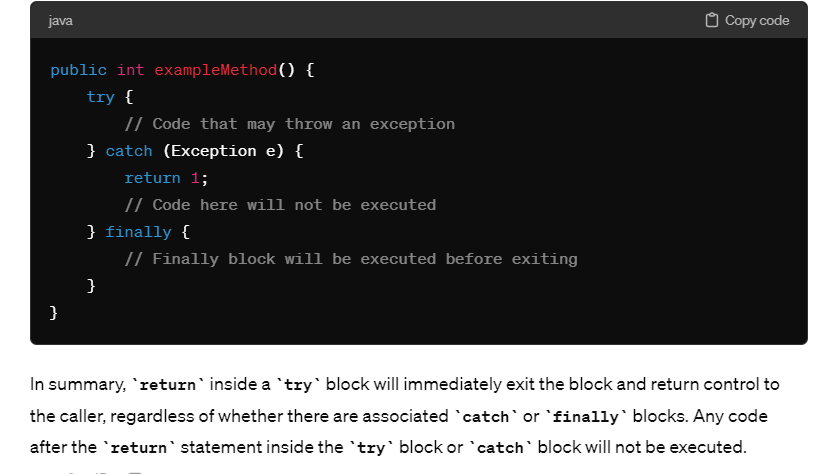 java
Copy code
public int exampleMethod() {
    try {
        // Code that may throw an exception
    } catch (Exception e) {
        return 1;
        // Code here will not be executed
    } finally {
        // Finally block will be executed before exiting
    }
}
In summary, `return` inside a `try` block will immediately exit the block and return control to
the caller, regardless of whether there are associated `catch` or `finally` blocks. Any code
after the `return` statement inside the `try` block or `catch` block will not be executed.